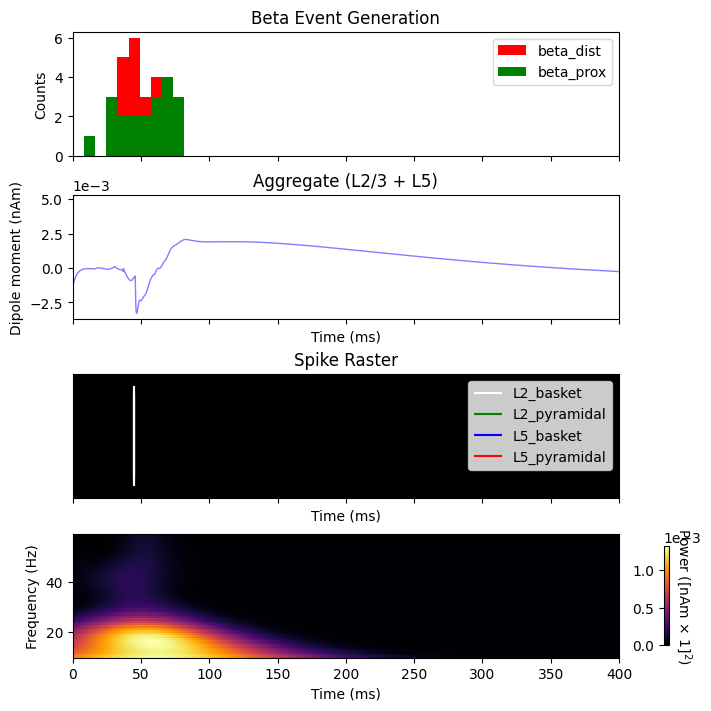 Beta Event Generation
6
4
2
0
Counts
beta_dist
beta_prox
1e−3
Aggregate (L2/3 + L5)
5.0
2.5
0.0
−2.5
Dipole moment (nAm)
Time (ms)
Spike Raster
L2_basket
L2_pyramidal
L5_basket
L5_pyramidal
Time (ms)
40
20
Frequency (Hz)
0 50 100 150 200 250 300 350 400
Time (ms)
1.0
0.5
0.0
Power ([nAm × 1]²)